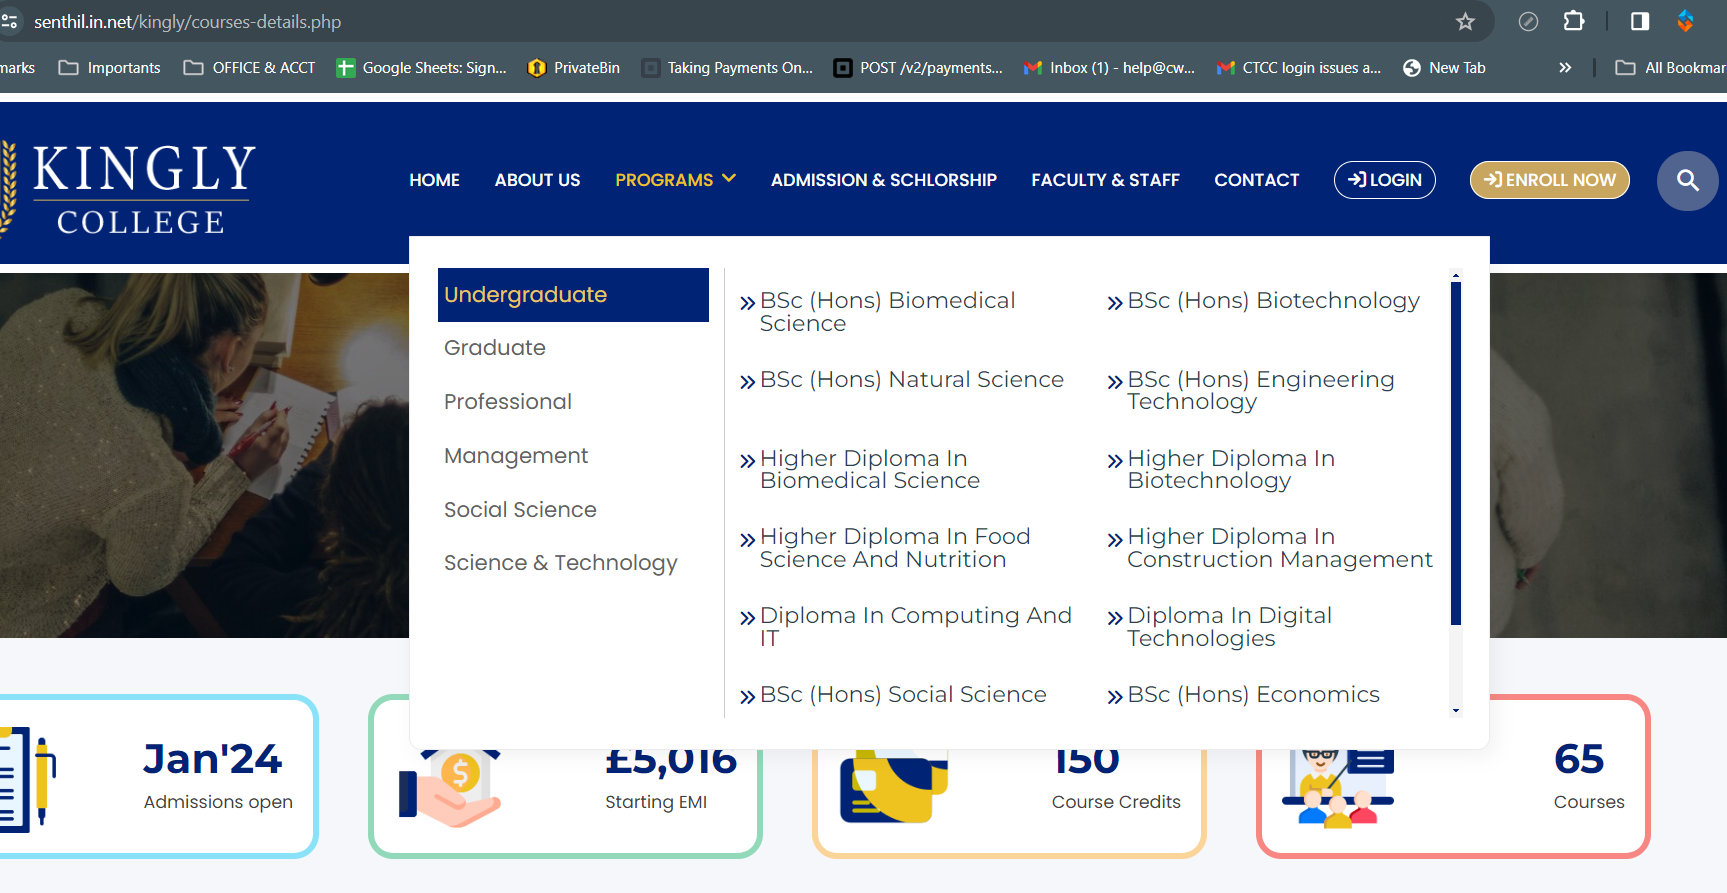 senthil.in.net/kingly/courses-details.php
marks Importants OFFICE & ACCT Google Sheets: Sign... PrivateBin Taking Payments On... POST /v2/payments... Inbox (1) - help@cw... CTCC login issues a... New Tab » All Bookmar
KINGLY
COLLEGE
HOME ABOUT US PROGRAMS ADMISSION & SCHLORSHIP FACULTY & STAFF CONTACT LOGIN ENROLL NOW
Undergraduate
Graduate
Professional
Management
Social Science
Science & Technology
BSc (Hons) Biomedical
Science
BSc (Hons) Biotechnology
BSc (Hons) Natural Science
BSc (Hons) Engineering
Technology
Higher Diploma In
Biomedical Science
Higher Diploma In
Biotechnology
Higher Diploma In Food
Science And Nutrition
Higher Diploma In
Construction Management
Diploma In Computing And
IT
Diploma In Digital
Technologies
BSc (Hons) Social Science
BSc (Hons) Economics
Jan'24
Admissions open
£5,016
Starting EMI
150
Course Credits
65
Courses